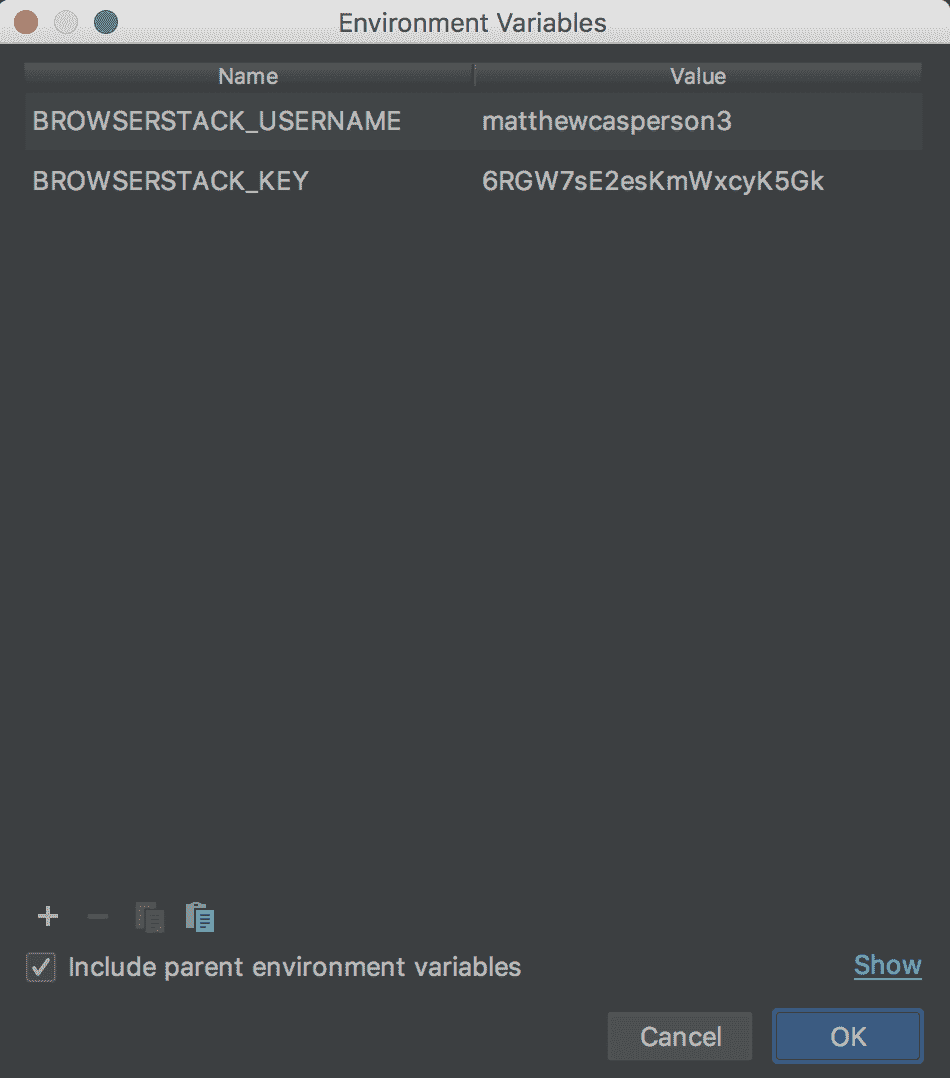 Environment Variables
Name Value
BROWSERSTACK_USERNAME matthewcasperson3
BROWSERSTACK_KEY 6RGW7sE2esKmWxcyK5Gk
Include parent environment variables Show
Cancel OK